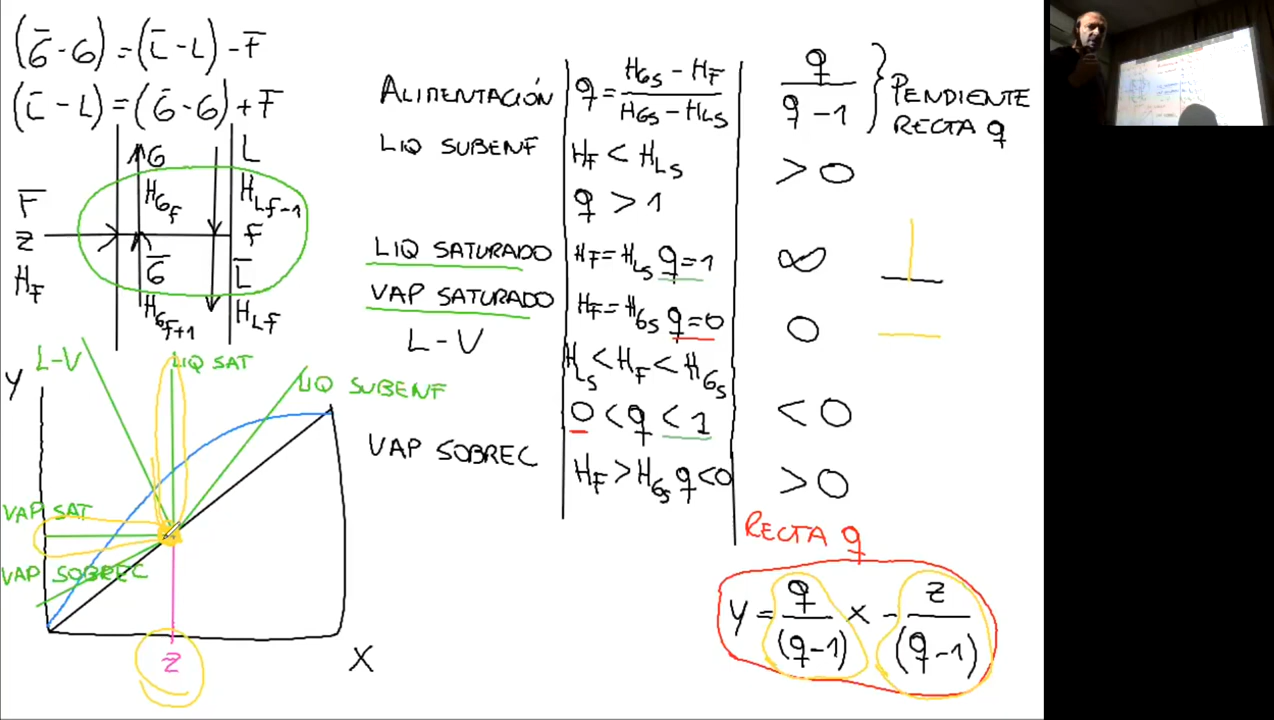 (G̅ - G) = (L̅ - L) - F̅
(L̅ - L) = (G̅ - G) + F̅
G L
H_Gf H_Lf-1
F̅
z f
H_F G̅ L̅
H_Gf+1 H_Lf
ALIMENTACIÓN q = (H_Gs - H_F) / (H_Gs - H_Ls) q / (q - 1) } PENDIENTE RECTA q
LIQ SUBENF H_F < H_Ls > 0
q > 1
LIQ SATURADO H_F = H_Ls q = 1 ∞
VAP SATURADO H_F = H_Gs q = 0 0
L-V H_Ls < H_F < H_Gs
0 < q < 1 < 0
VAP SOBREC H_F > H_Gs q < 0 > 0
Y
L-V LIQ SAT LIQ SUBENF
VAP SAT
VAP SOBREC
z X
RECTA q
y = q/(q-1) x - z/(q-1)